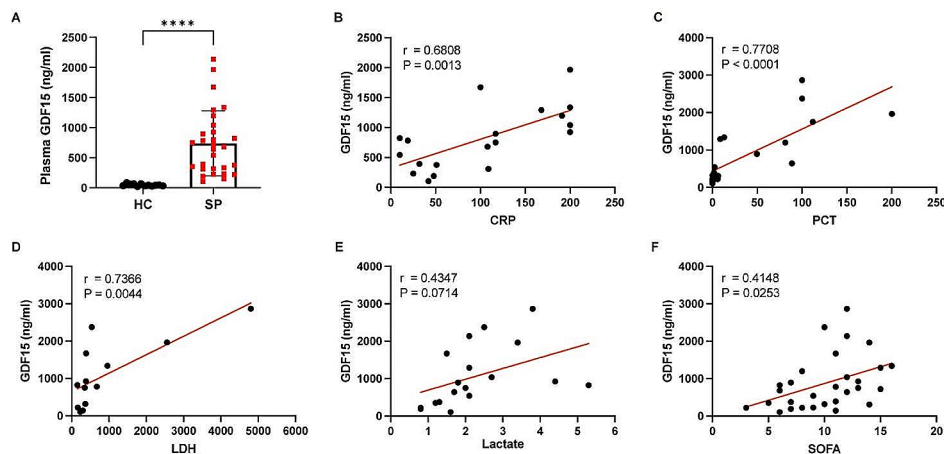 A
****
Plasma GDF15 (ng/ml)
2500
2000
1500
1000
500
0
HC
SP
B
r = 0.6808
P = 0.0013
GDF15 (ng/ml)
2500
2000
1500
1000
500
0
0
50
100
150
200
250
CRP
C
r = 0.7708
P < 0.0001
GDF15 (ng/ml)
4000
3000
2000
1000
0
0
50
100
150
200
250
PCT
D
r = 0.7366
P = 0.0044
GDF15 (ng/ml)
4000
3000
2000
1000
0
0
1000
2000
3000
4000
5000
6000
LDH
E
r = 0.4347
P = 0.0714
GDF15 (ng/ml)
4000
3000
2000
1000
0
0
1
2
3
4
5
6
Lactate
F
r = 0.4148
P = 0.0253
GDF15 (ng/ml)
4000
3000
2000
1000
0
0
5
10
15
20
SOFA